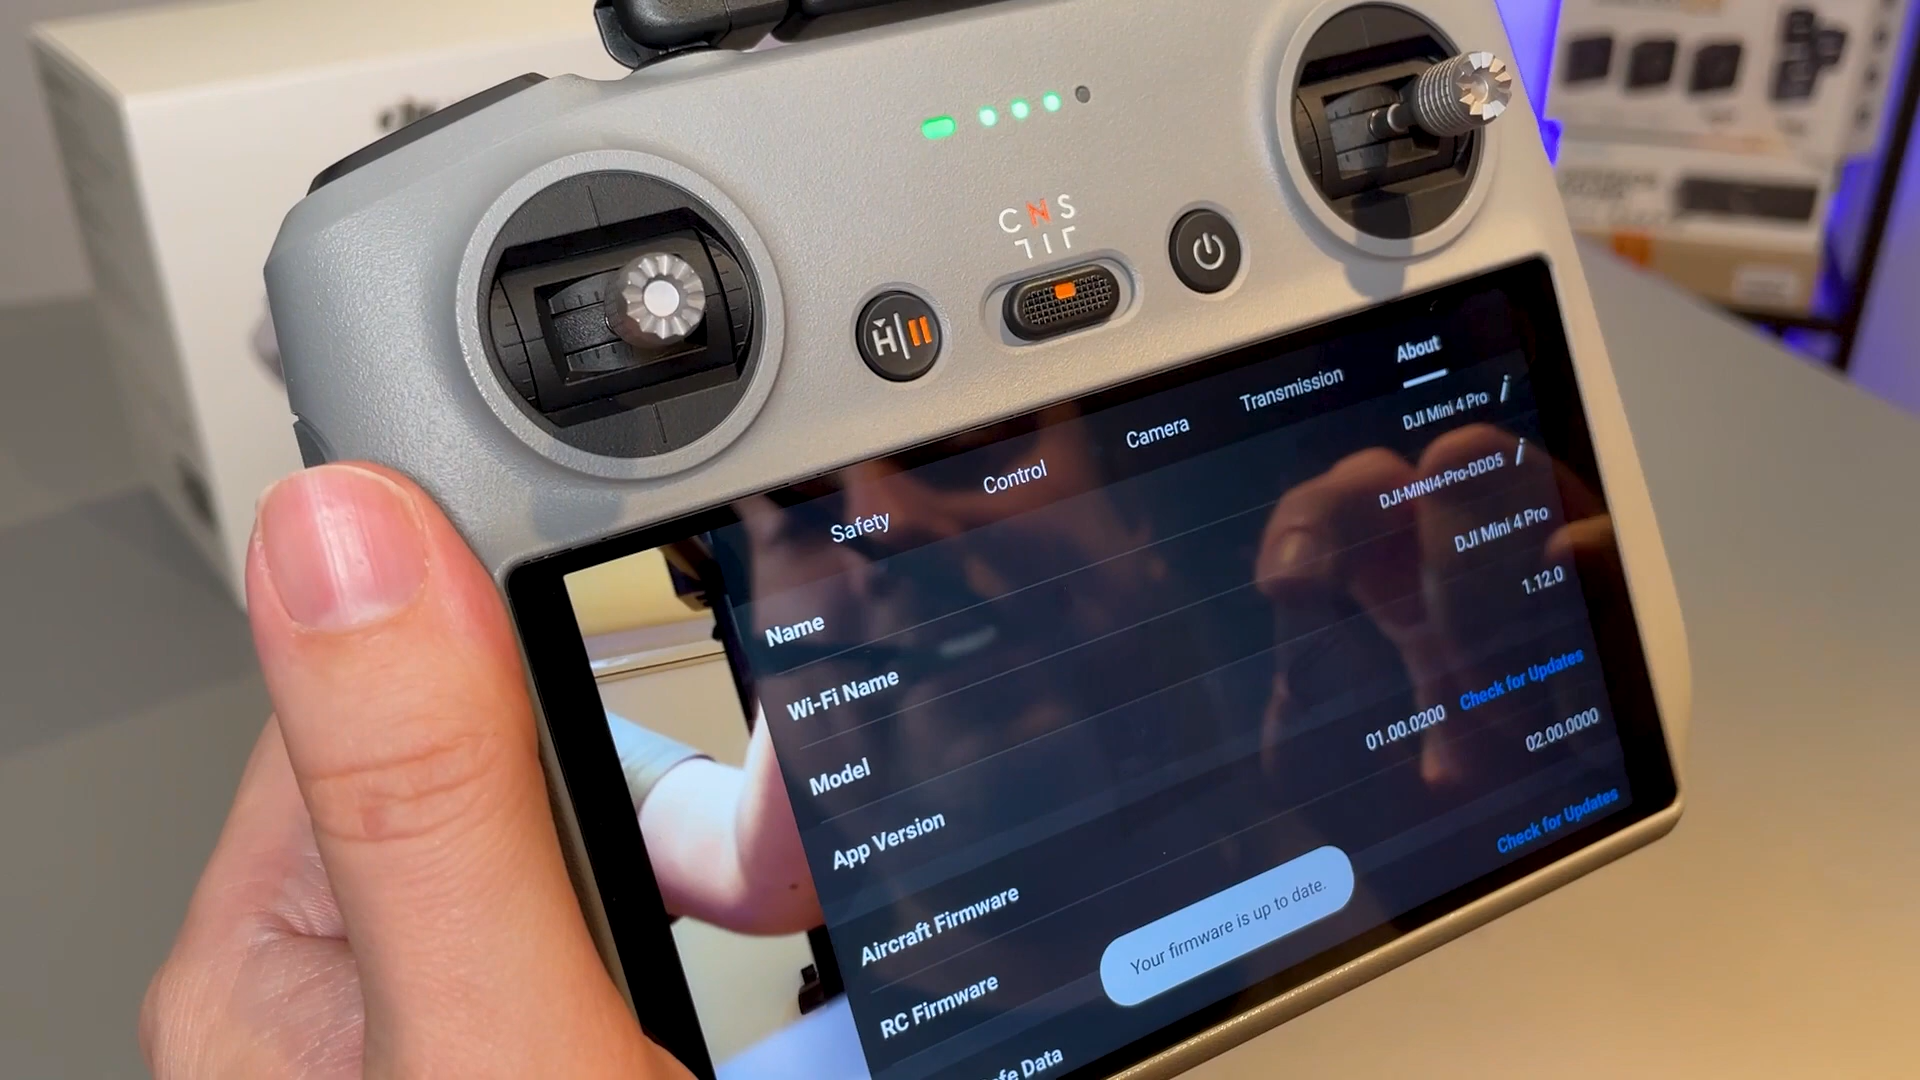 dji
C N S
H
Safety Control Camera Transmission About
Name DJI Mini 4 Pro
Wi-Fi Name DJI-MINI4-Pro-DDD5
Model DJI Mini 4 Pro
App Version 1.12.0
Aircraft Firmware 01.00.0200 Check for Updates
RC Firmware 02.00.0000
Your firmware is up to date.
Data Check for Updates